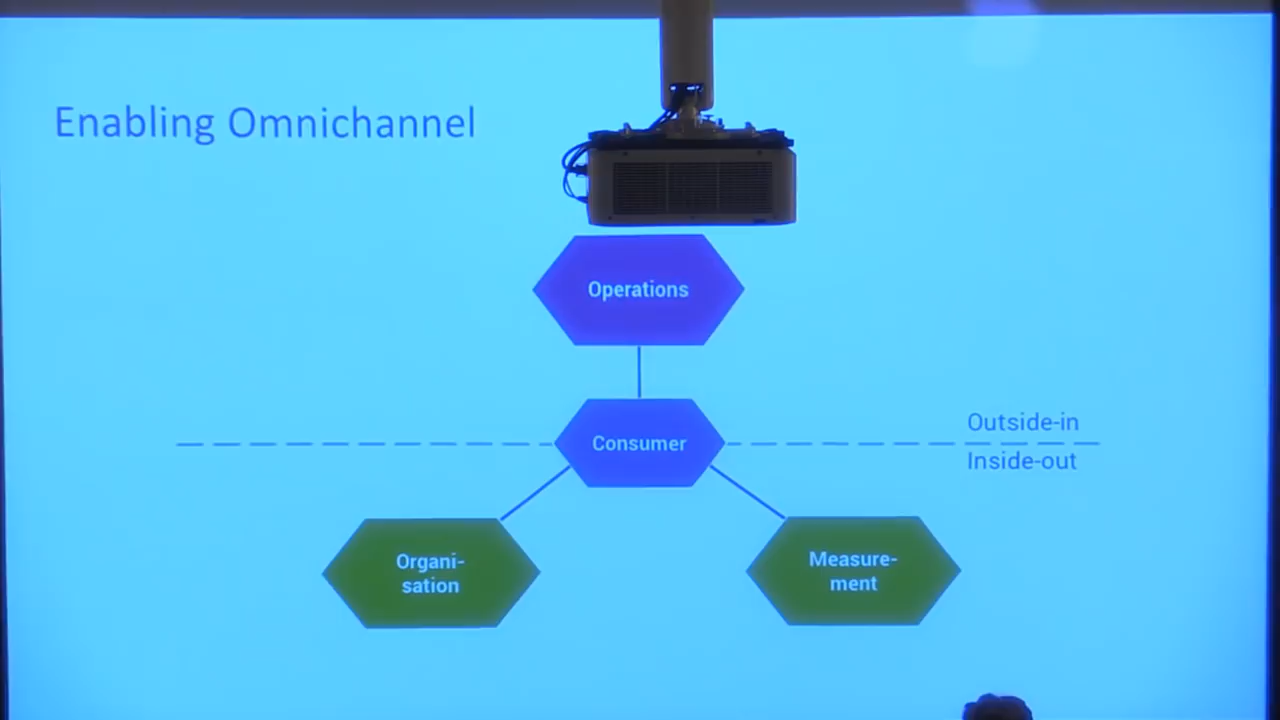 Enabling Omnichannel
Operations
Consumer
Outside-in
Inside-out
Organi-
sation
Measure-
ment